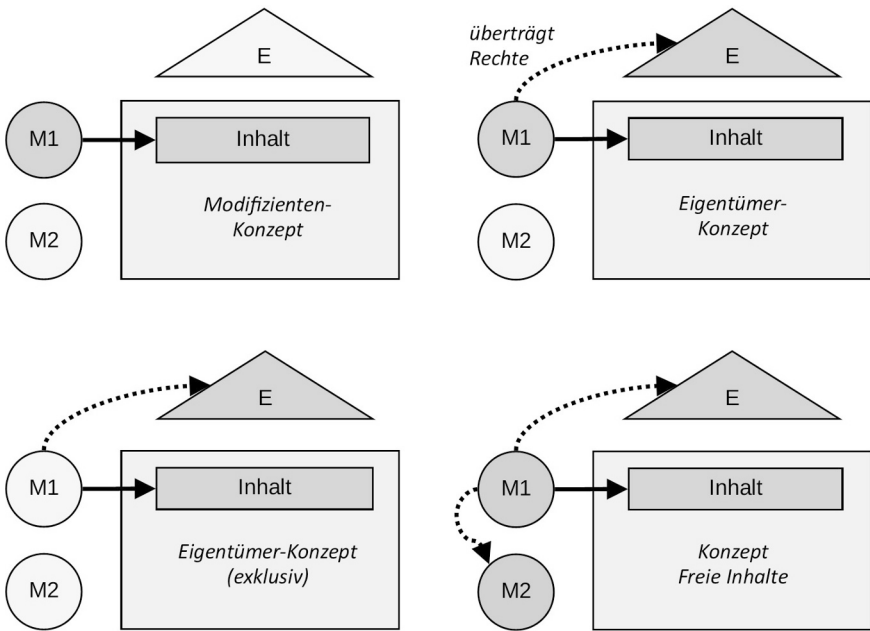 E
M1
Inhalt
Modifizienten-
Konzept
M2
überträgt
Rechte
E
M1
Inhalt
Eigentümer-
Konzept
M2
E
M1
Inhalt
Eigentümer-Konzept
(exklusiv)
M2
E
M1
Inhalt
Konzept
Freie Inhalte
M2